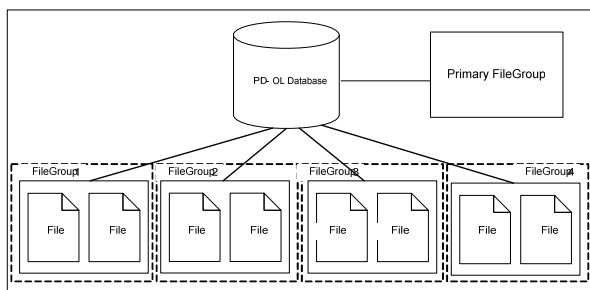 PD- OL Database
Primary FileGroup
FileGroup1
FileGroup2
FileGroup3
FileGroup4
File
File
File
File
File
File
File
File